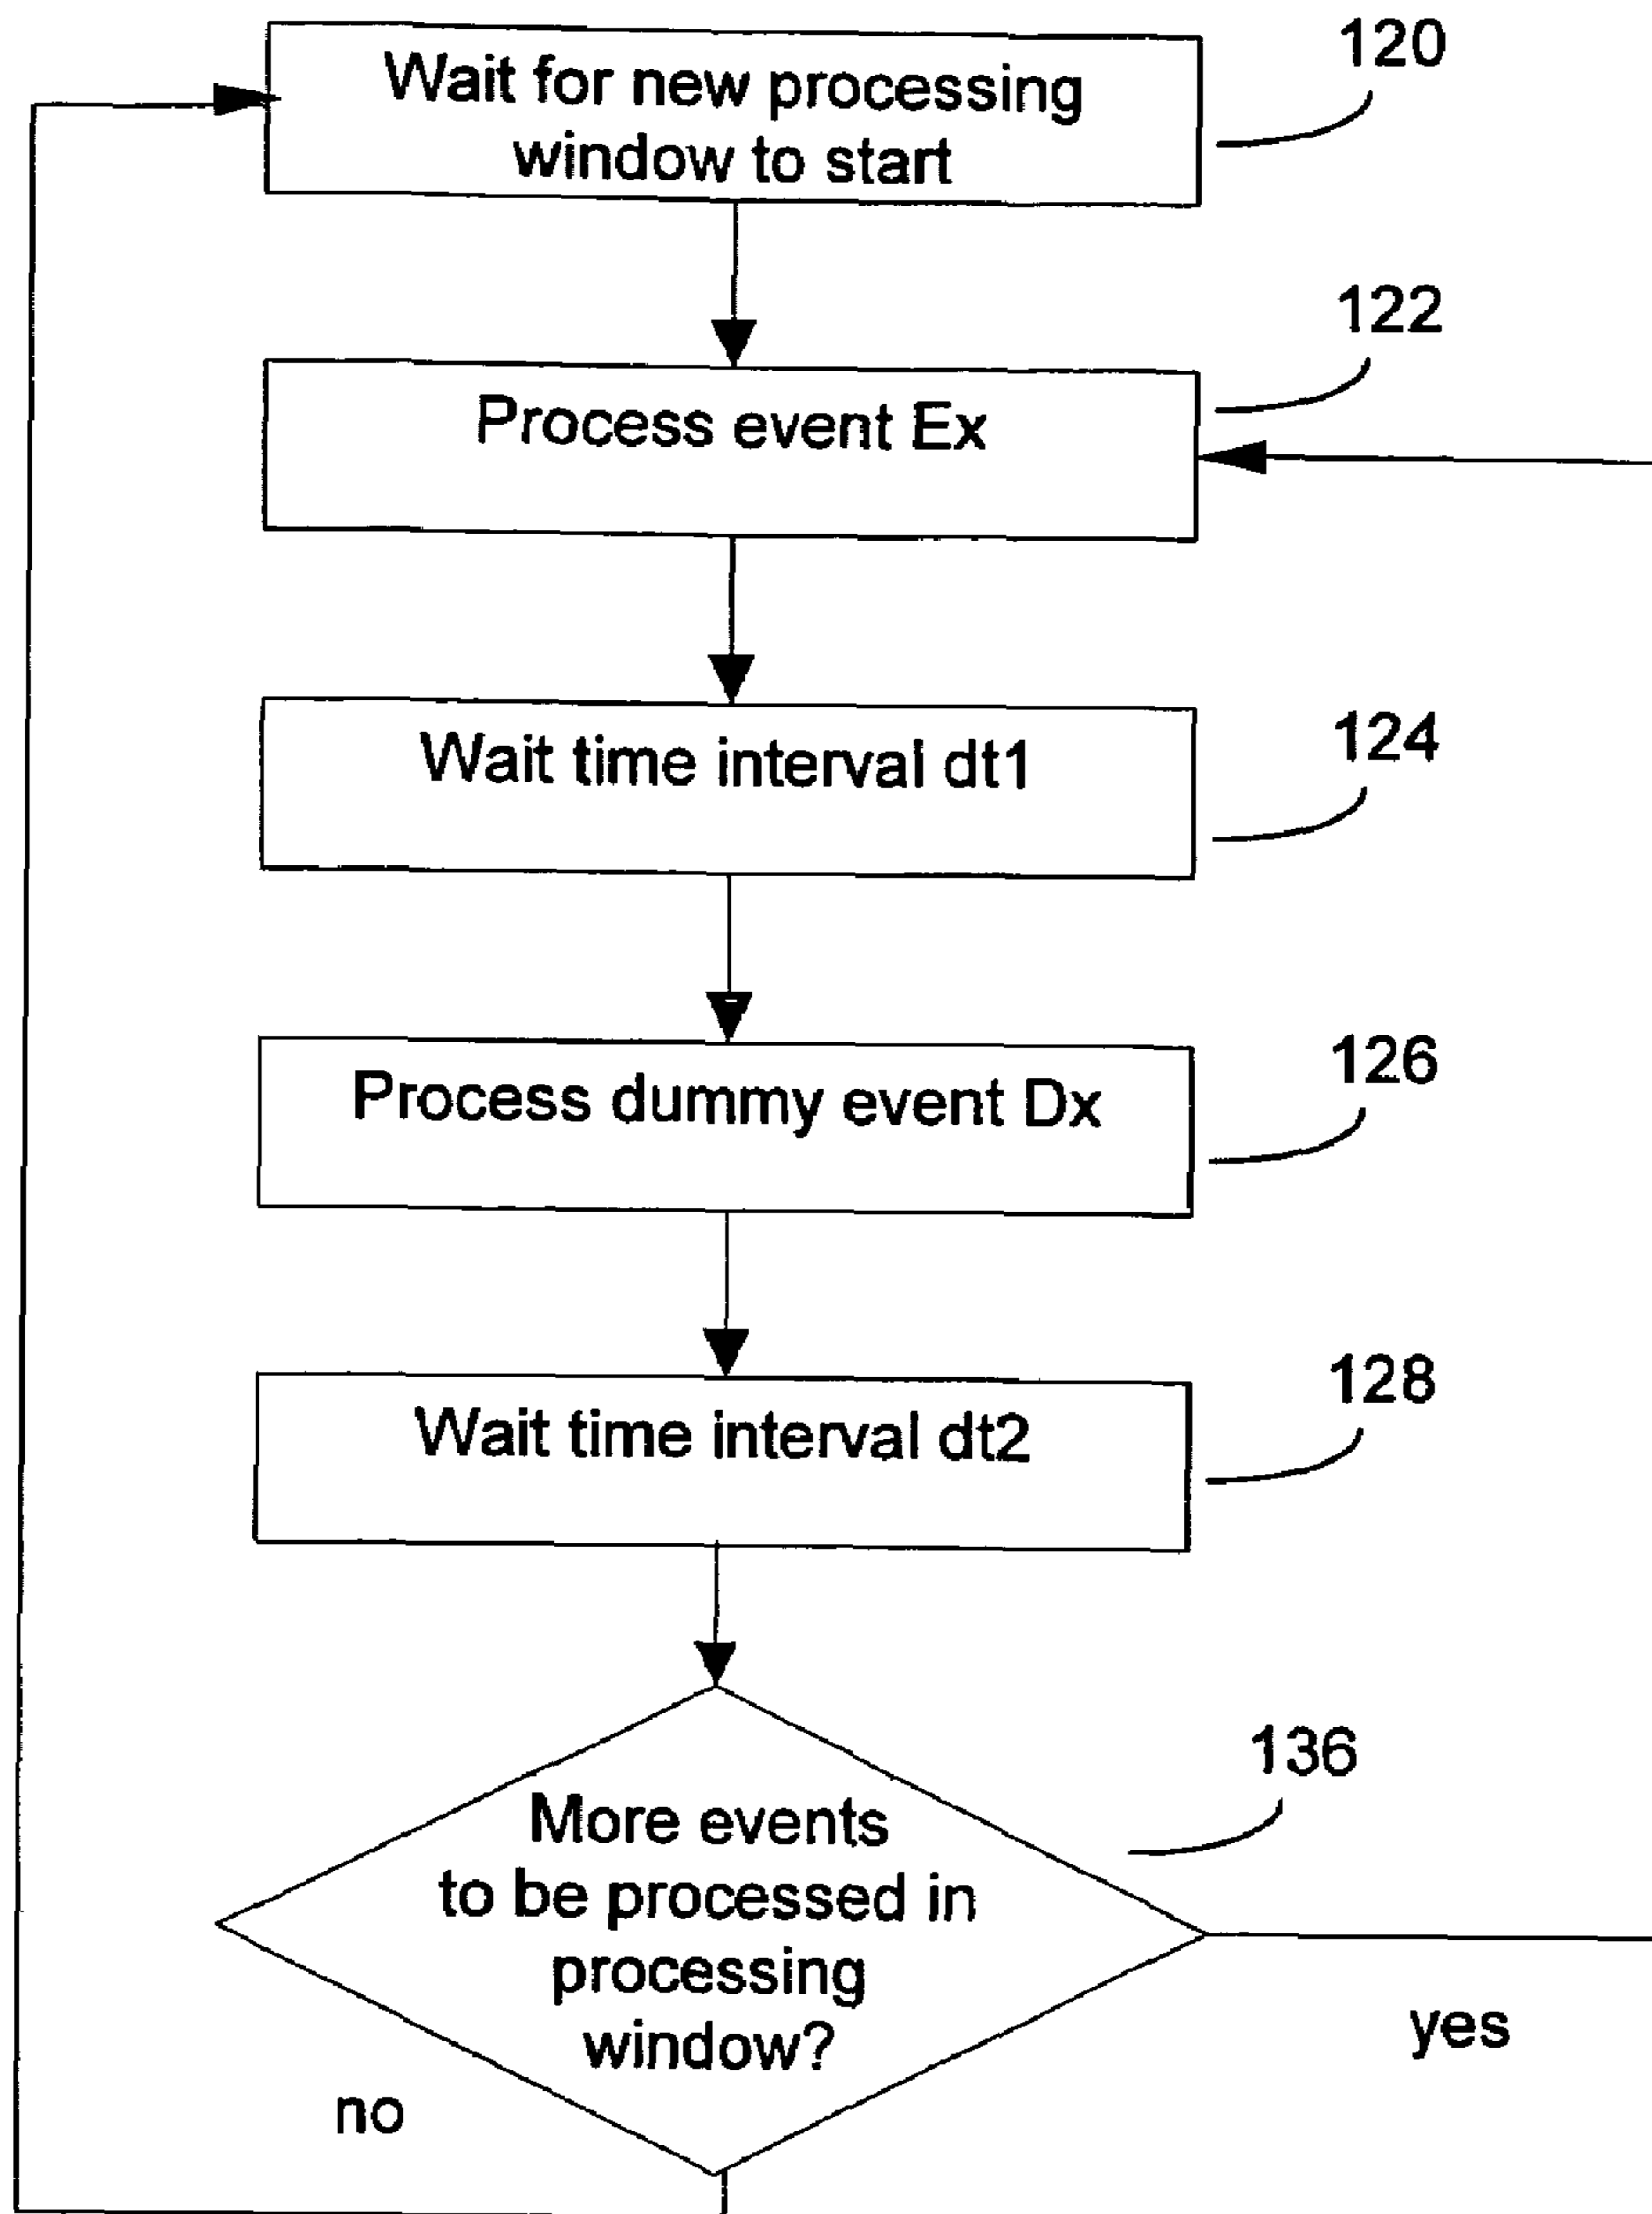 120
Wait for new processing
window to start
122
Process event Ex
124
Wait time interval dt1
126
Process dummy event Dx
128
Wait time interval dt2
136
More events
to be processed in
processing
window?
yes
no